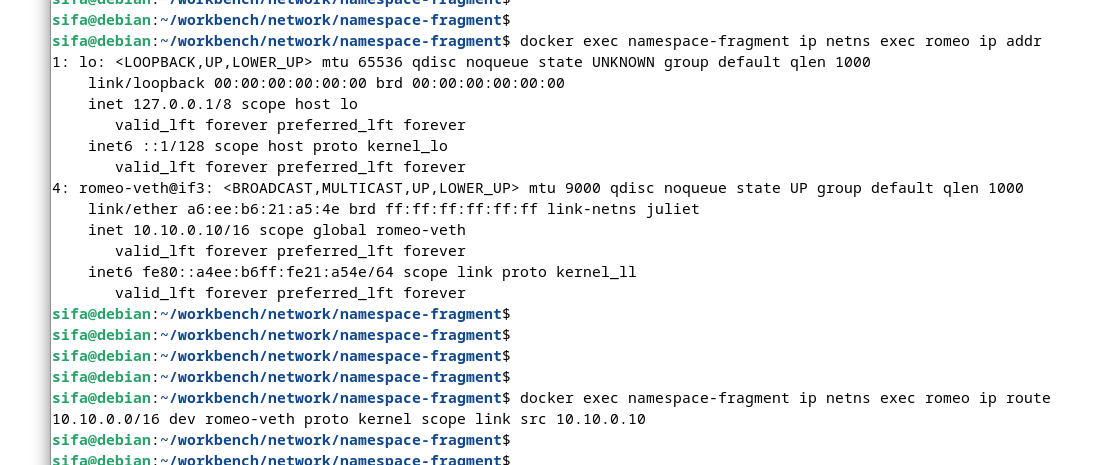 sifa@debian:~/workbench/network/namespace-fragment$
sifa@debian:~/workbench/network/namespace-fragment$
sifa@debian:~/workbench/network/namespace-fragment$ docker exec namespace-fragment ip netns exec romeo ip addr
1: lo: <LOOPBACK,UP,LOWER_UP> mtu 65536 qdisc noqueue state UNKNOWN group default qlen 1000
    link/loopback 00:00:00:00:00:00 brd 00:00:00:00:00:00
    inet 127.0.0.1/8 scope host lo
       valid_lft forever preferred_lft forever
    inet6 ::1/128 scope host proto kernel_lo
       valid_lft forever preferred_lft forever
4: romeo-veth@if3: <BROADCAST,MULTICAST,UP,LOWER_UP> mtu 9000 qdisc noqueue state UP group default qlen 1000
    link/ether a6:ee:b6:21:a5:4e brd ff:ff:ff:ff:ff:ff link-netns juliet
    inet 10.10.0.10/16 scope global romeo-veth
       valid_lft forever preferred_lft forever
    inet6 fe80::a4ee:b6ff:fe21:a54e/64 scope link proto kernel_ll
       valid_lft forever preferred_lft forever
sifa@debian:~/workbench/network/namespace-fragment$
sifa@debian:~/workbench/network/namespace-fragment$
sifa@debian:~/workbench/network/namespace-fragment$
sifa@debian:~/workbench/network/namespace-fragment$
sifa@debian:~/workbench/network/namespace-fragment$ docker exec namespace-fragment ip netns exec romeo ip route
10.10.0.0/16 dev romeo-veth proto kernel scope link src 10.10.0.10
sifa@debian:~/workbench/network/namespace-fragment$
sifa@debian:~/workbench/network/namespace-fragment$